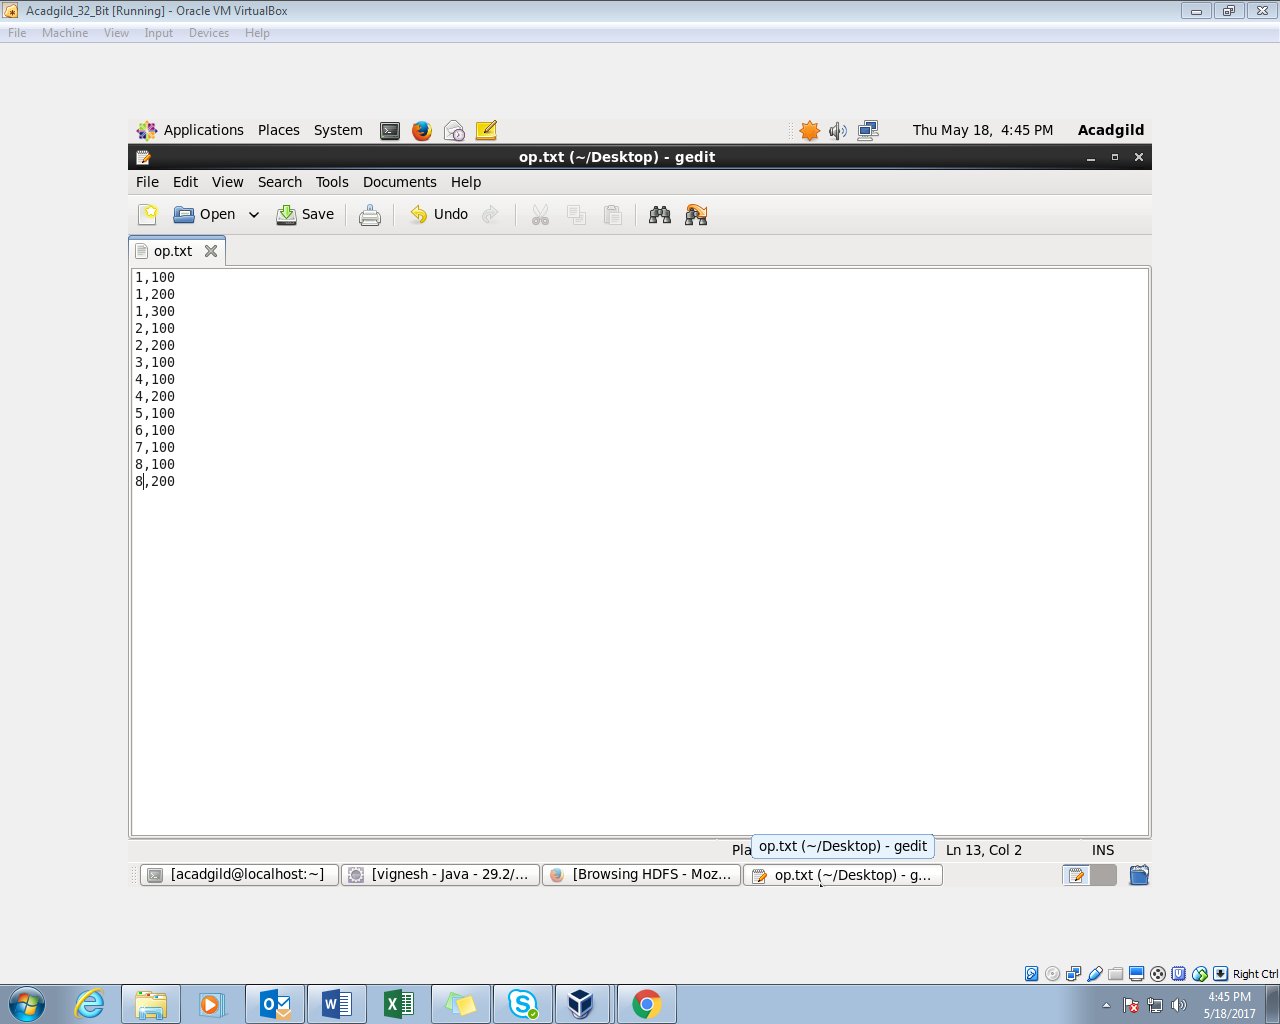 Acadgild_32_Bit [Running] - Oracle VM VirtualBox
File Machine View Input Devices Help
Applications Places System Thu May 18, 4:45 PM Acadgild
op.txt (~/Desktop) - gedit
File Edit View Search Tools Documents Help
Open Save Undo
op.txt
1,100
1,200
1,300
2,100
2,200
3,100
4,100
4,200
5,100
6,100
7,100
8,100
8,200
Pla op.txt (~/Desktop) - gedit Ln 13, Col 2 INS
[acadgild@localhost:~] [vignesh - Java - 29.2/... [Browsing HDFS - Moz... op.txt (~/Desktop) - g...
Right Ctrl
4:45 PM
5/18/2017